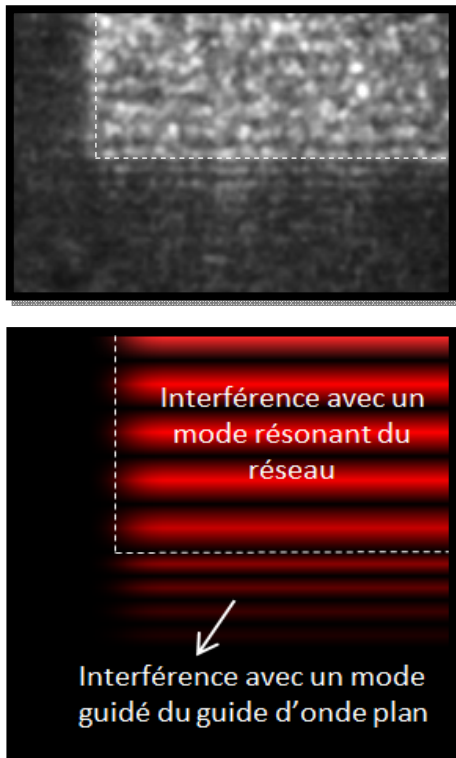 Interférence avec un
mode résonant du
réseau
Interférence avec un mode
guidé du guide d'onde plan